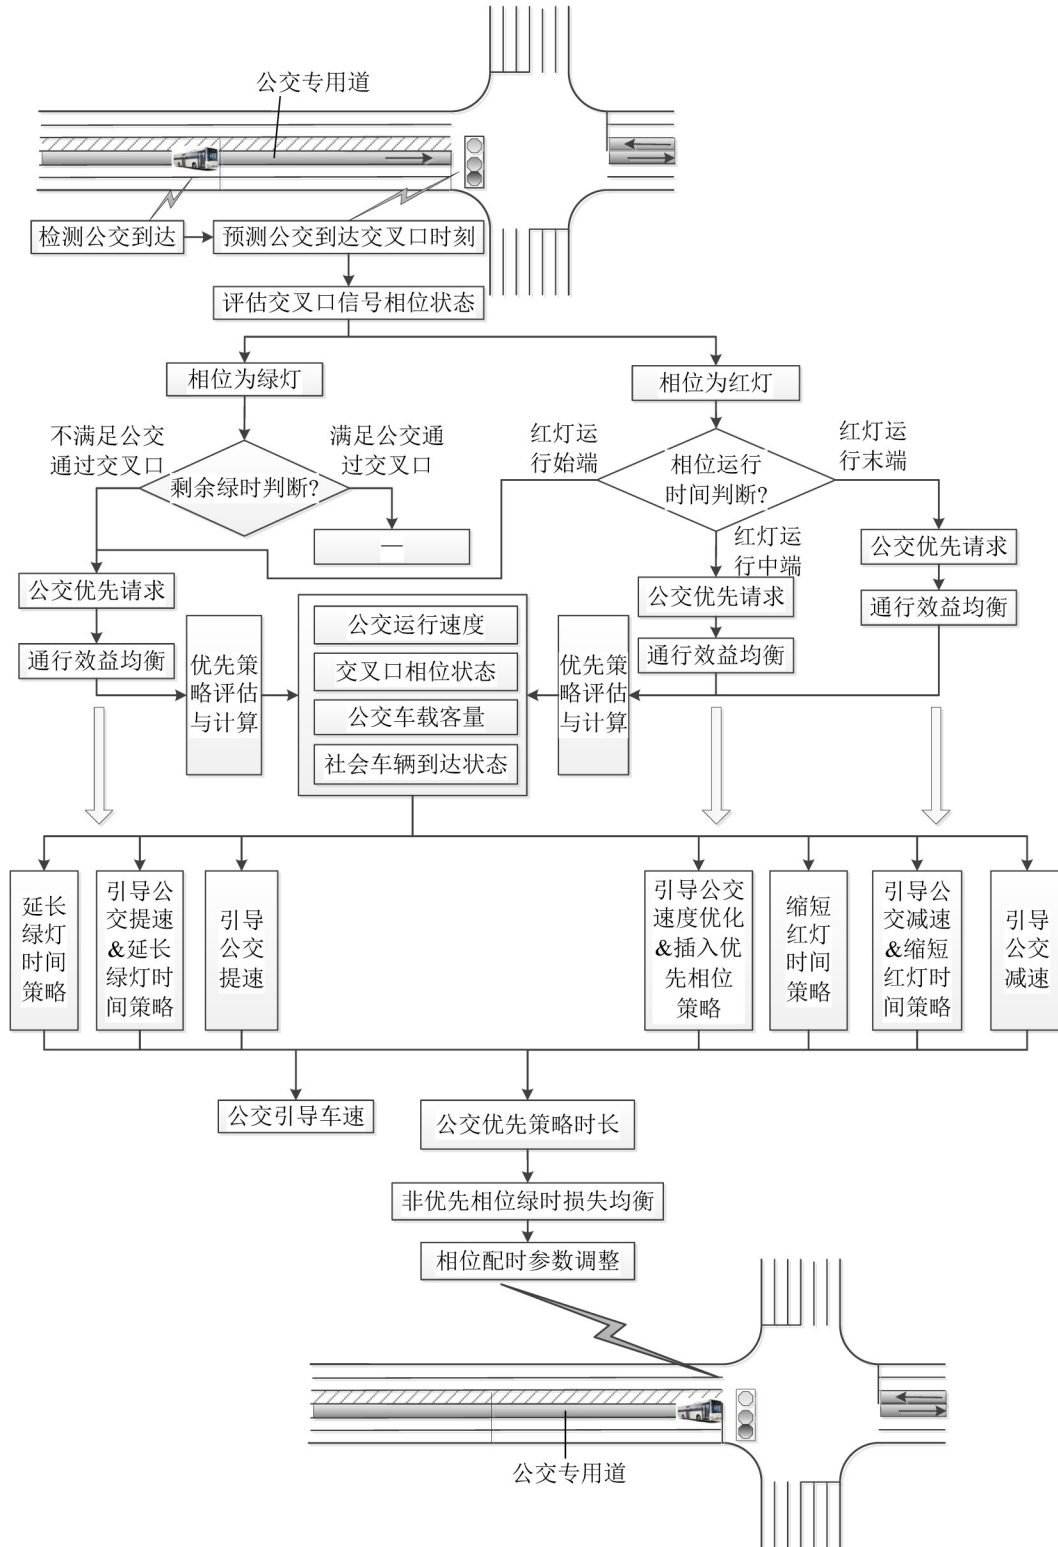 公交专用道
检测公交到达
预测公交到达交叉口时刻
评估交叉口信号相位状态
相位为绿灯
相位为红灯
不满足公交
通过交叉口
满足公交通
过交叉口
剩余绿时判断?
红灯运
行始端
红灯运
行末端
相位运行
时间判断?
红灯运
行中端
—
公交优先请求
通行效益均衡
公交优先请求
通行效益均衡
公交优先请求
通行效益均衡
优先策
略评估
与计算
公交运行速度
交叉口相位状态
公交车载客量
社会车辆到达状态
优先策
略评估
与计算
延长
绿灯
时间
策略
引导公
交提速
&延长
绿灯时
间策略
引导
公交
提速
引导公交
速度优化
&插入优
先相位
策略
缩短
红灯
时间
策略
引导公
交减速
&缩短
红灯时
间策略
引导
公交
减速
公交引导车速
公交优先策略时长
非优先相位绿时损失均衡
相位配时参数调整
公交专用道